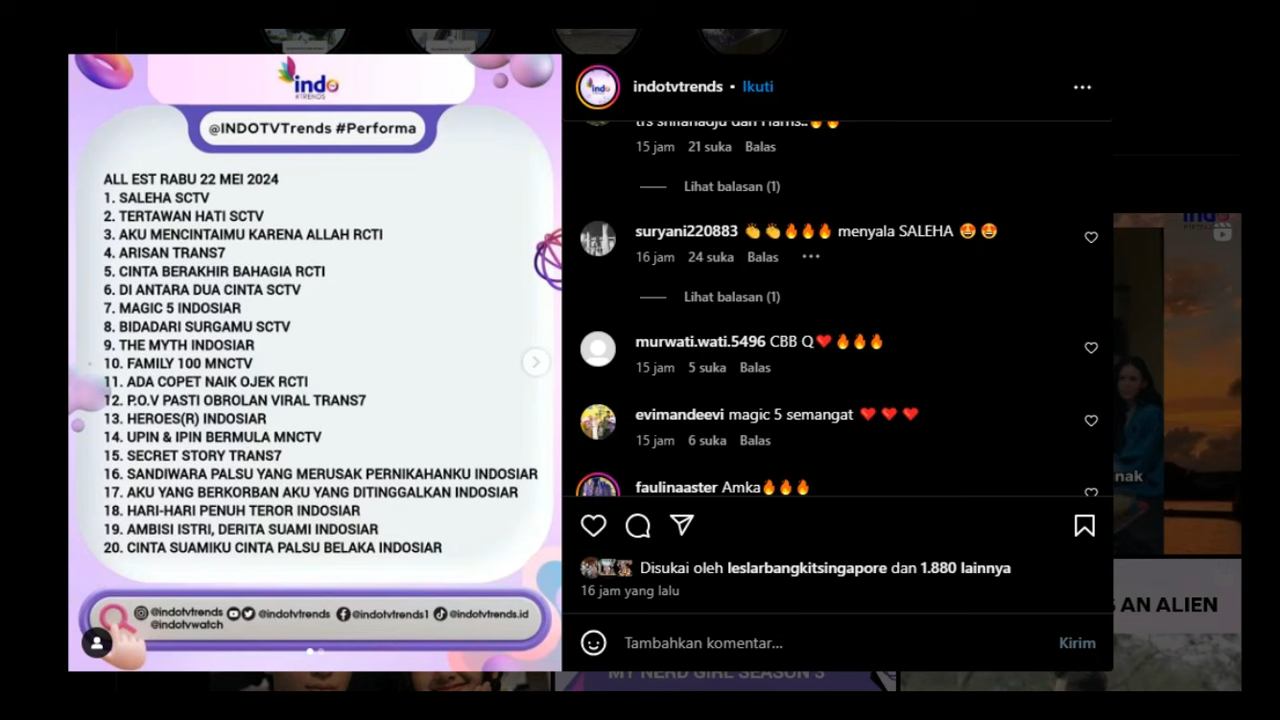 indo
#TRENDS
@INDOTVTrends #Performa
ALL EST RABU 22 MEI 2024
1. SALEHA SCTV
2. TERTAWAN HATI SCTV
3. AKU MENCINTAIMU KARENA ALLAH RCTI
4. ARISAN TRANS7
5. CINTA BERAKHIR BAHAGIA RCTI
6. DI ANTARA DUA CINTA SCTV
7. MAGIC 5 INDOSIAR
8. BIDADARI SURGAMU SCTV
9. THE MYTH INDOSIAR
10. FAMILY 100 MNCTV
11. ADA COPET NAIK OJEK RCTI
12. P.O.V PASTI OBROLAN VIRAL TRANS7
13. HEROES(R) INDOSIAR
14. UPIN & IPIN BERMULA MNCTV
15. SECRET STORY TRANS7
16. SANDIWARA PALSU YANG MERUSAK PERNIKAHANKU INDOSIAR
17. AKU YANG BERKORBAN AKU YANG DITINGGALKAN INDOSIAR
18. HARI-HARI PENUH TEROR INDOSIAR
19. AMBISI ISTRI, DERITA SUAMI INDOSIAR
20. CINTA SUAMIKU CINTA PALSU BELAKA INDOSIAR
@indotvtrends @indotvtrends @indotvtrends1 @indotvtrends.id
@indotvwatch
indotvtrends • Ikuti
15 jam 21 suka Balas
Lihat balasan (1)
suryani220883 👏👏🔥🔥🔥 menyala SALEHA 🤩🤩
16 jam 24 suka Balas
Lihat balasan (1)
murwati.wati.5496 CBB Q❤️🔥🔥🔥
15 jam 5 suka Balas
evimandeevi magic 5 semangat ❤️❤️❤️
15 jam 6 suka Balas
faulinaaster Amka🔥🔥🔥
Disukai oleh leslarbangkitsingapore dan 1.880 lainnya
16 jam yang lalu
Tambahkan komentar...
Kirim
nak
AN ALIEN
MY NERD GIRL SEASON 3